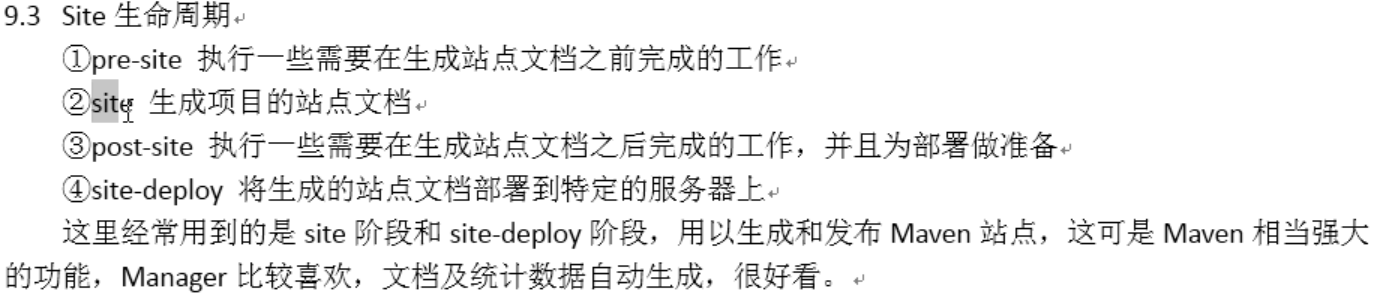 9.3 Site 生命周期
①pre-site 执行一些需要在生成站点文档之前完成的工作
②site 生成项目的站点文档
③post-site 执行一些需要在生成站点文档之后完成的工作，并且为部署做准备
④site-deploy 将生成的站点文档部署到特定的服务器上
这里经常用到的是 site 阶段和 site-deploy 阶段，用以生成和发布 Maven 站点，这可是 Maven 相当强大
的功能，Manager 比较喜欢，文档及统计数据自动生成，很好看。